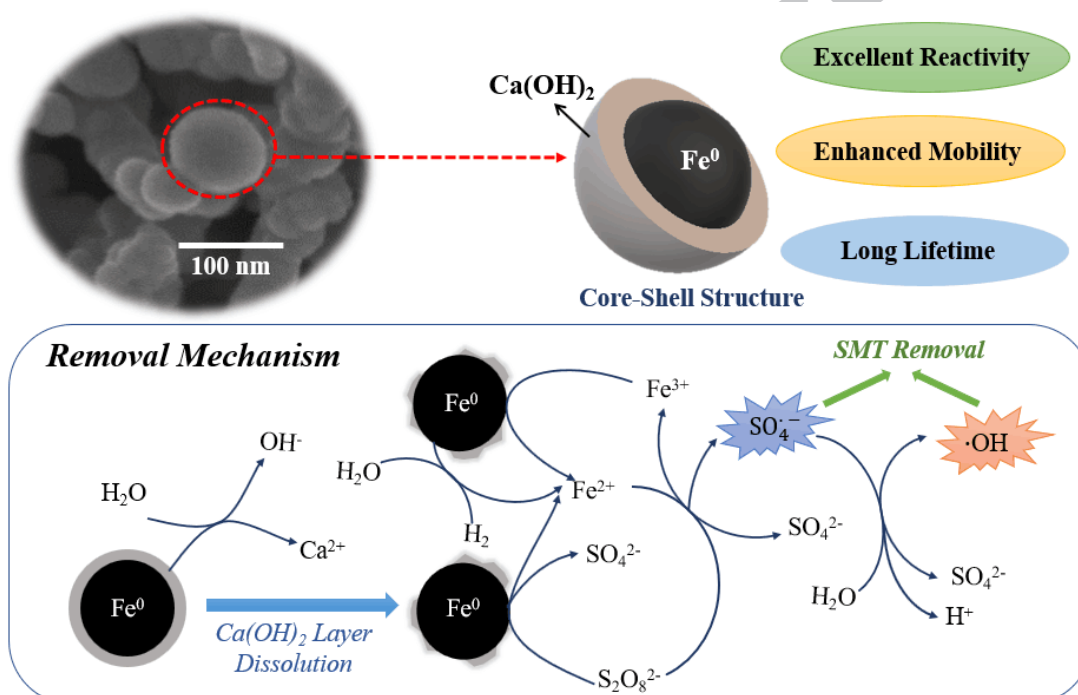 Excellent Reactivity
Ca(OH)₂
Fe⁰
Enhanced Mobility
100 nm
Long Lifetime
Core-Shell Structure
Removal Mechanism
SMT Removal
Fe⁰
Fe³⁺
SO₄·⁻
·OH
OH⁻
H₂O
H₂O
Fe²⁺
H₂
Ca²⁺
SO₄²⁻
SO₄²⁻
Fe⁰
Fe⁰
H₂O
SO₄²⁻
H⁺
Ca(OH)₂ Layer
Dissolution
S₂O₈²⁻